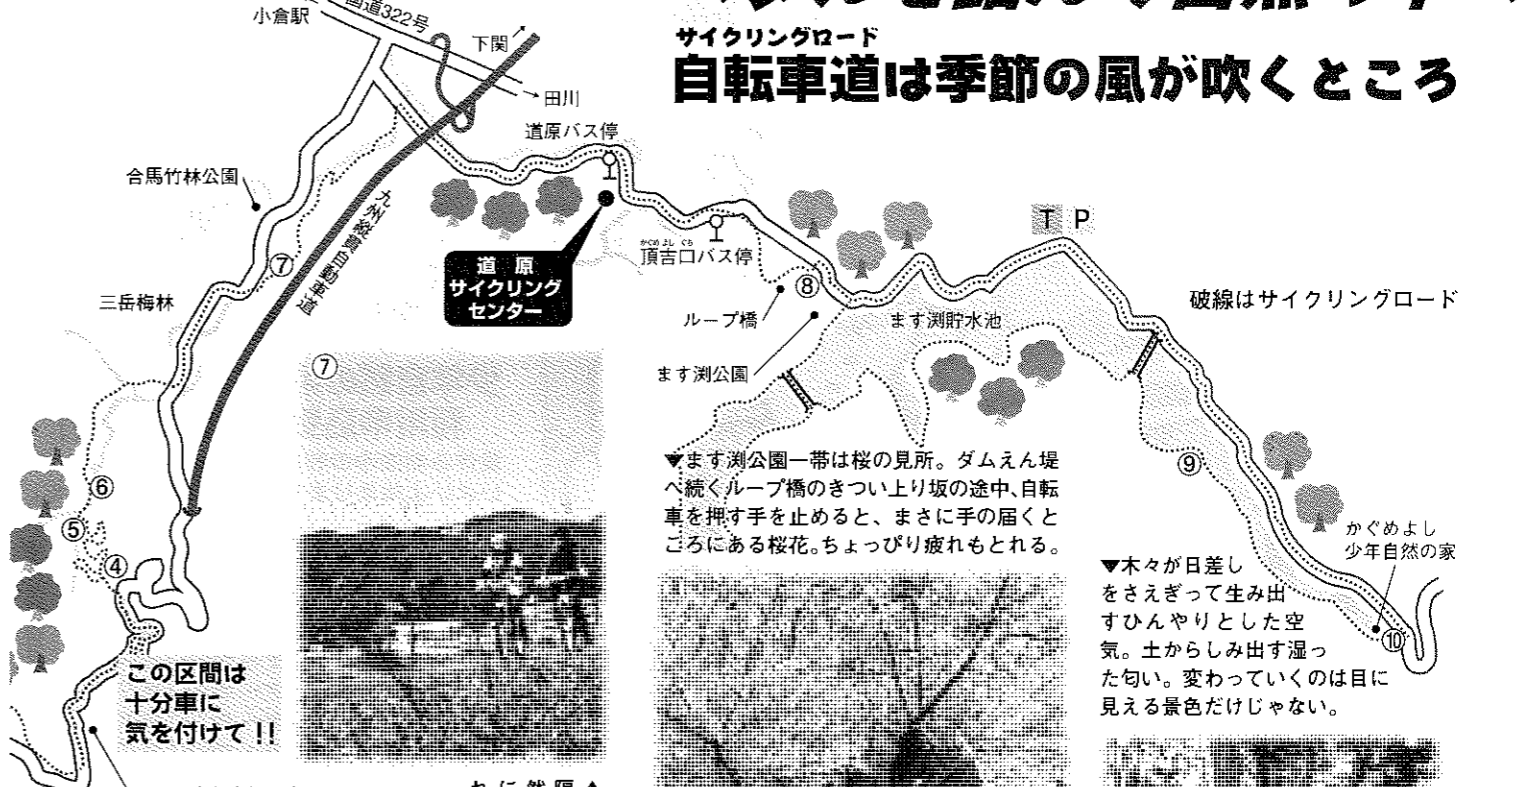 小倉駅
国道322号
下関
田川
サイクリングロード
自転車道は季節の風が吹くところ
道原バス停
合馬竹林公園
九州縦貫自動車道
⑦
道原
サイクリング
センター
かぐめよしぐち
頂吉口バス停
T P
⑧
三岳梅林
ループ橋
ます渕貯水池
破線はサイクリングロード
ます渕公園
⑦
▼ます渕公園一帯は桜の見所。ダムえん堤
へ続くループ橋のきつい上り坂の途中、自転
車を押す手を止めると、まさに手の届くと
ころにある桜花。ちょっぴり疲れもとれる。
⑨
⑥
⑤
④
かぐめよし
少年自然の家
▼木々が日差し
をさえぎって生み出
すひんやりとした空
気。土からしみ出す湿っ
た匂い。変わっていくのは目に
見える景色だけじゃない。
⑩
この区間は
十分車に
気を付けて!!